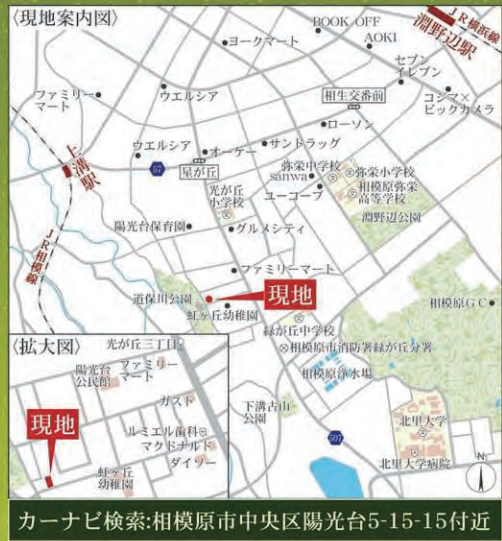 〈現地案内図〉
BOOK OFF
ヨークマート
AOKI
JR横浜線
淵野辺駅
セブン
イレブン
ファミリー
マート
ウエルシア
相生交番前
コジマ×
ビックカメラ
ローソン
上溝駅
ウエルシア
オーケー
サンドラッグ
57
星が丘
弥栄中学校
弥栄小学校
sanwa
相模原弥栄
高等学校
光が丘
小学校
ユーコープ
淵野辺公園
陽光台保育園
グルメシティ
JR相模線
ファミリーマート
道保川公園
現地
虹ヶ丘幼稚園
相模原GC
緑が丘中学校
相模原市消防署緑が丘分署
相模原浄水場
下溝古山
公園
507
北里大学
北里大学病院
N
〈拡大図〉
光が丘三丁目
陽光台
公民館
ファミリー
マート
ガスト
現地
ルミエル歯科
マクドナルド
ダイソー
虹ヶ丘
幼稚園
カーナビ検索:相模原市中央区陽光台5-15-15付近